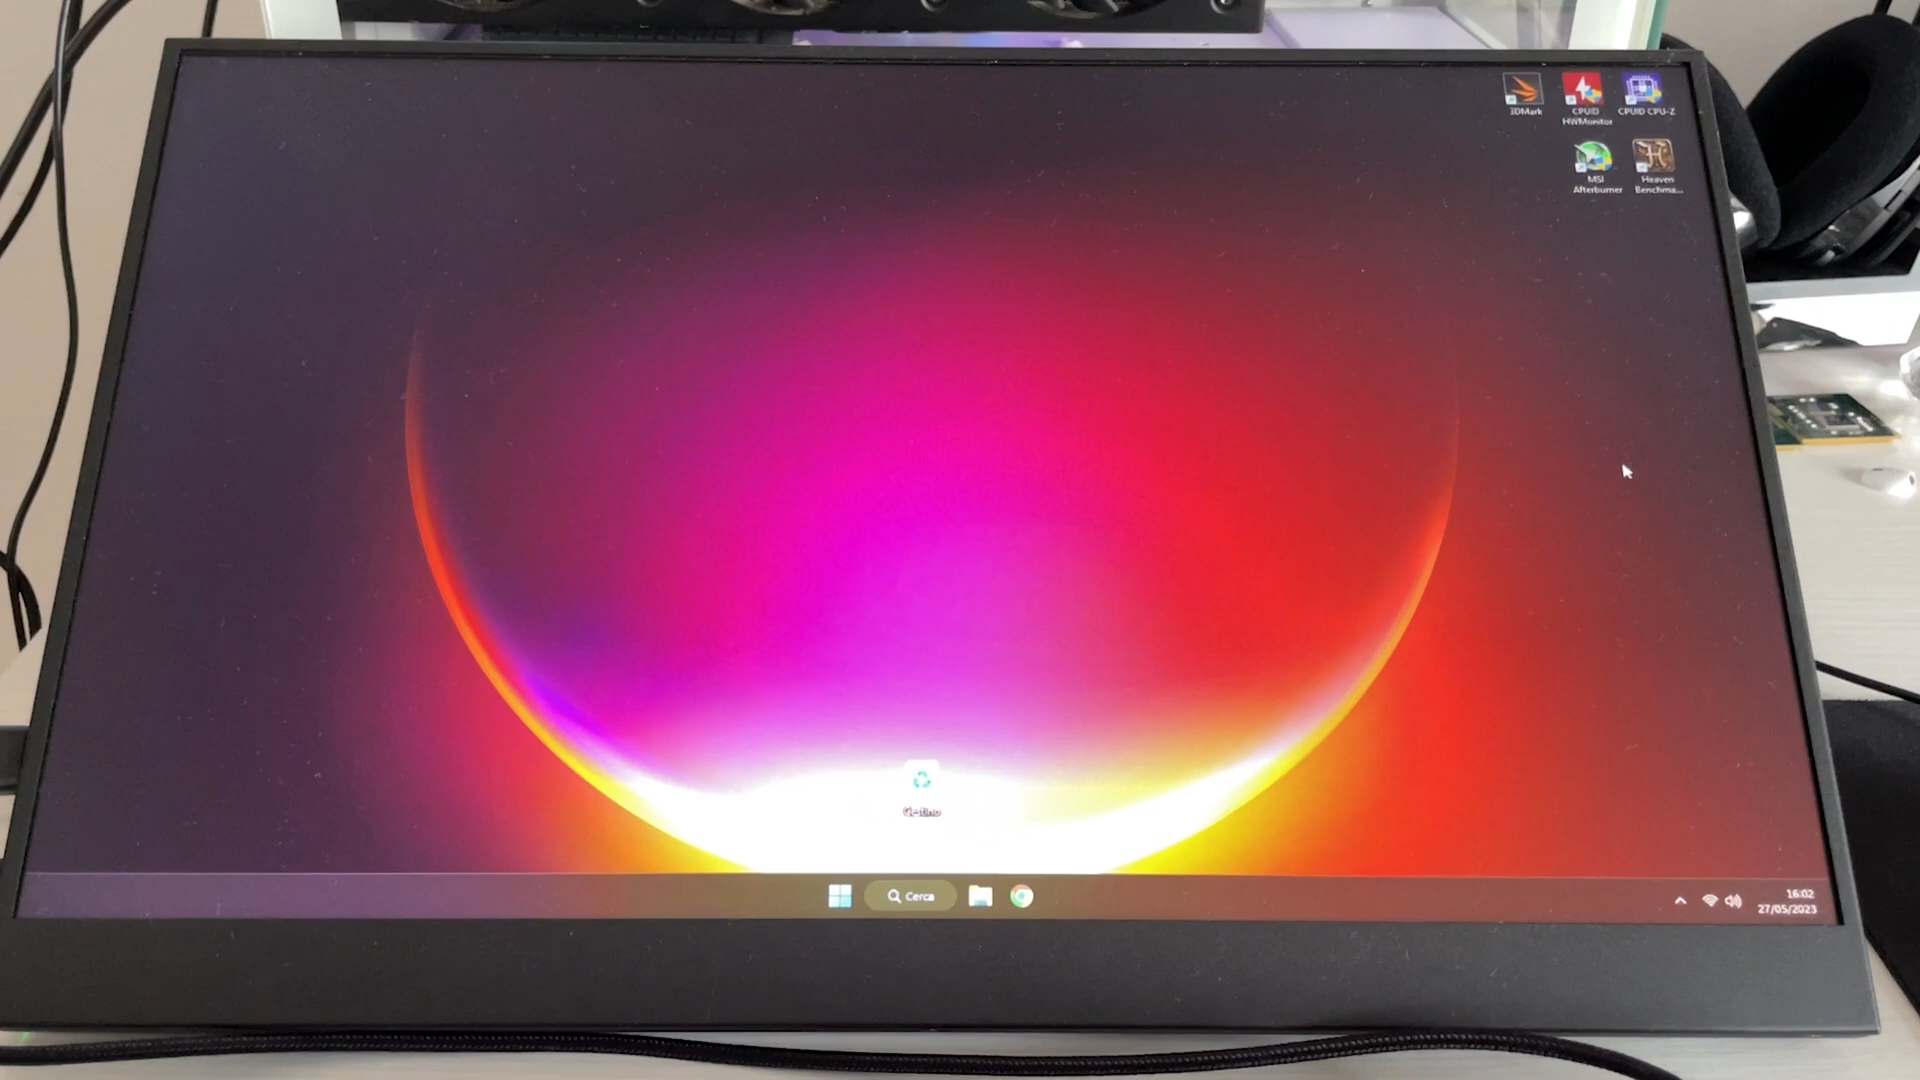 3DMark
CPUID
HWMonitor
CPUID CPU-Z
MSI
Afterburner
Heaven
Benchma...
Cerca
16:02
27/05/2023